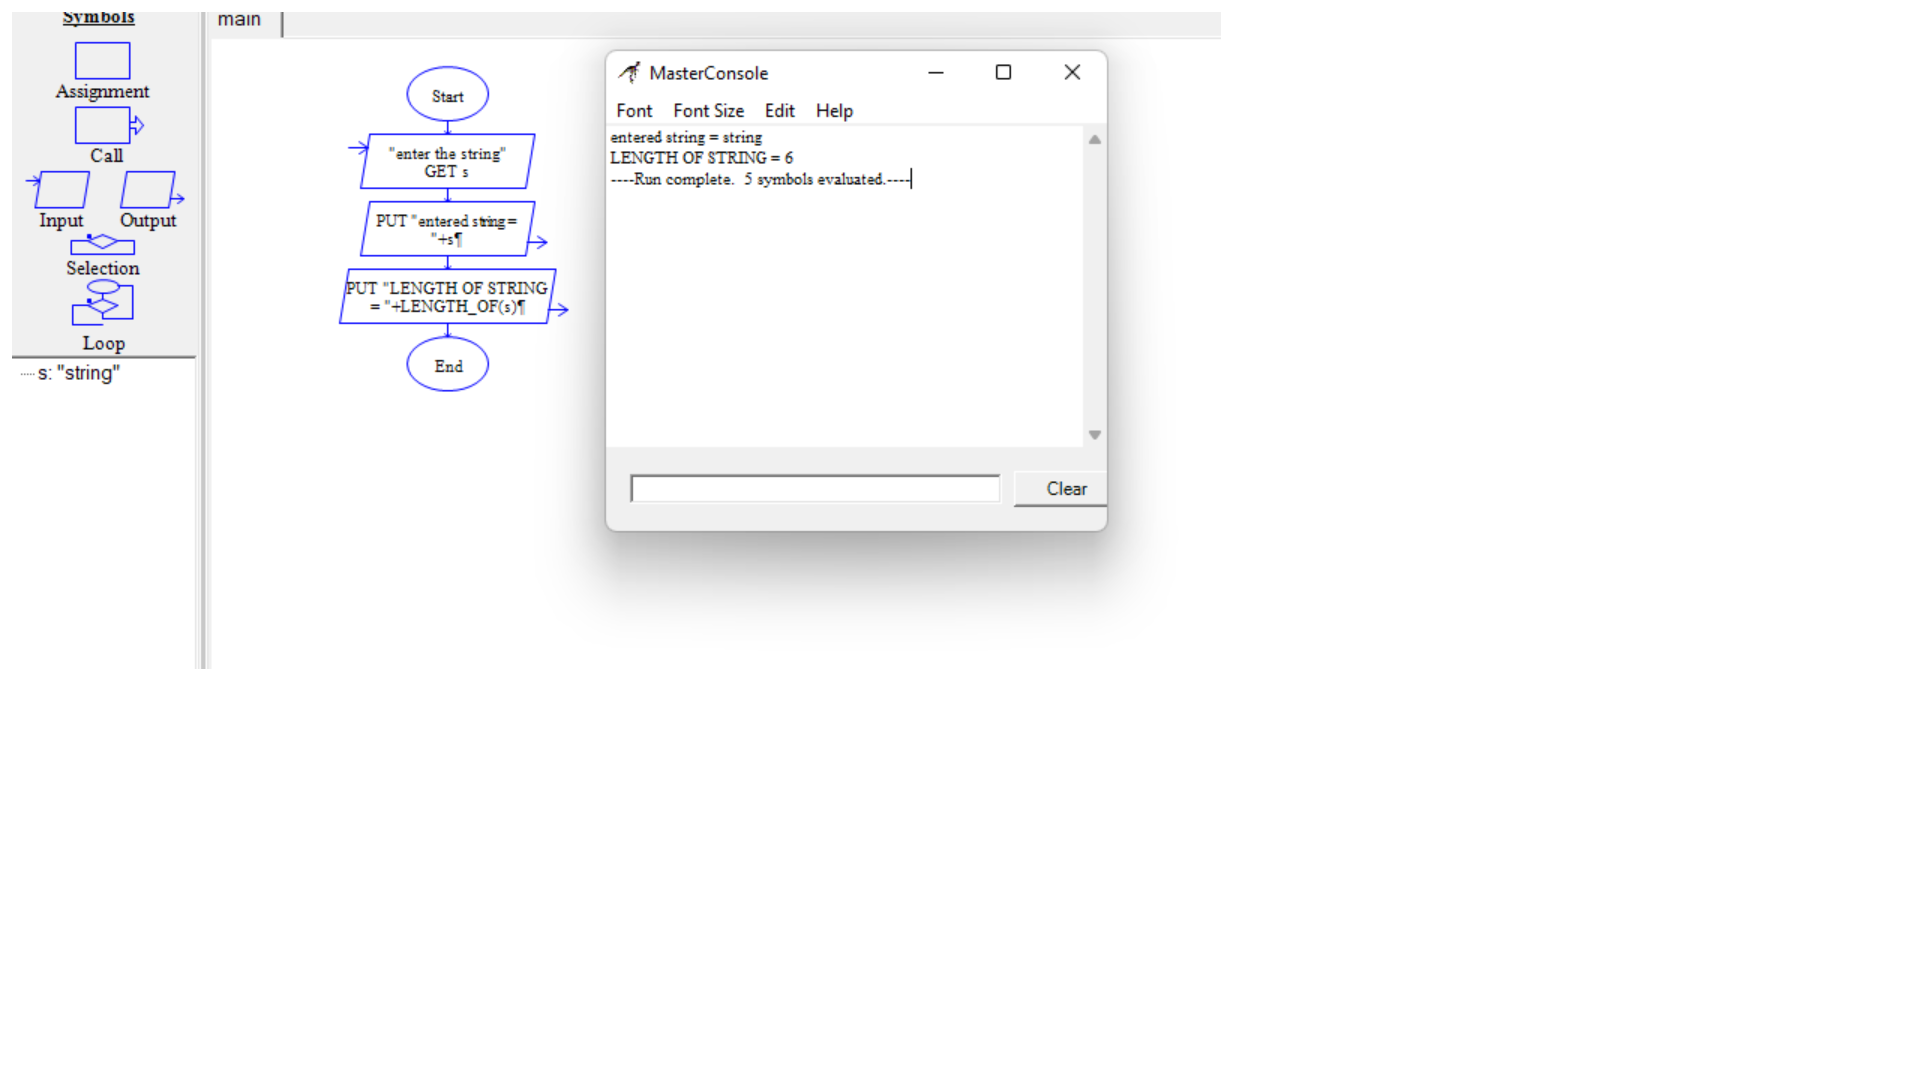 Symbols
Assignment
Call
Input Output
Selection
Loop
s: "string"
main
Start
"enter the string"
GET s
PUT "entered string =
"+s¶
PUT "LENGTH OF STRING
= "+LENGTH_OF(s)¶
End
MasterConsole
Font Font Size Edit Help
entered string = string
LENGTH OF STRING = 6
----Run complete.  5 symbols evaluated.----
Clear